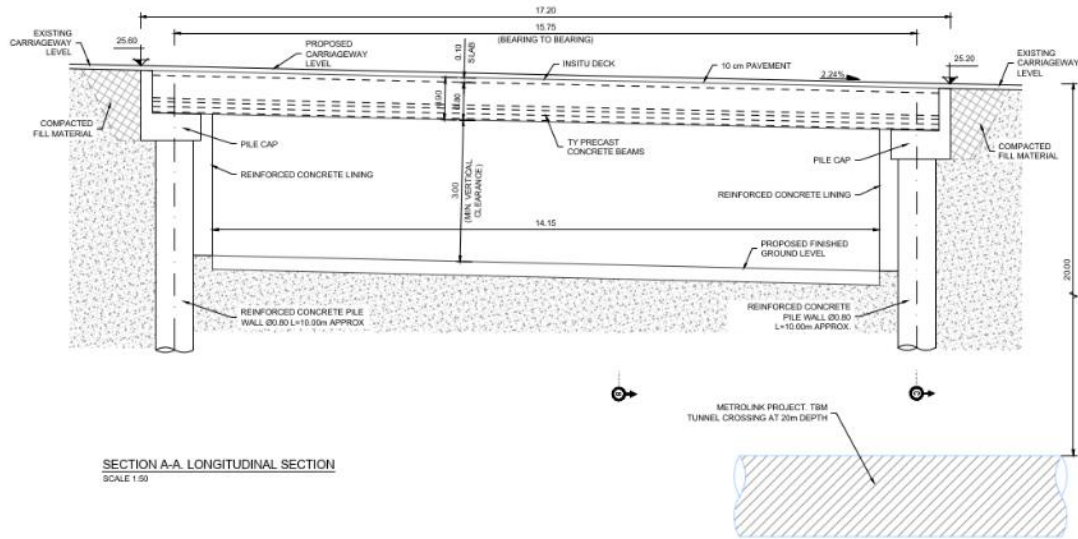 17.20
15.75
(BEARING TO BEARING)
EXISTING
CARRIAGEWAY
LEVEL
25.60
PROPOSED
CARRIAGEWAY
LEVEL
0.10
SLAB
INSITU DECK
10 cm PAVEMENT
2.24%
25.20
EXISTING
CARRIAGEWAY
LEVEL
0.90
0.80
COMPACTED
FILL MATERIAL
PILE CAP
TY PRECAST
CONCRETE BEAMS
PILE CAP
COMPACTED
FILL MATERIAL
REINFORCED CONCRETE LINING
3.00
(MIN. VERTICAL
CLEARANCE)
REINFORCED CONCRETE LINING
14.15
PROPOSED FINISHED
GROUND LEVEL
20.00
REINFORCED CONCRETE PILE
WALL Ø0.80 L=10.00m APPROX
REINFORCED CONCRETE
PILE WALL Ø0.80
L=10.00m APPROX.
METROLINK PROJECT. TBM
TUNNEL CROSSING AT 20m DEPTH
SECTION A-A. LONGITUDINAL SECTION
SCALE 1:50